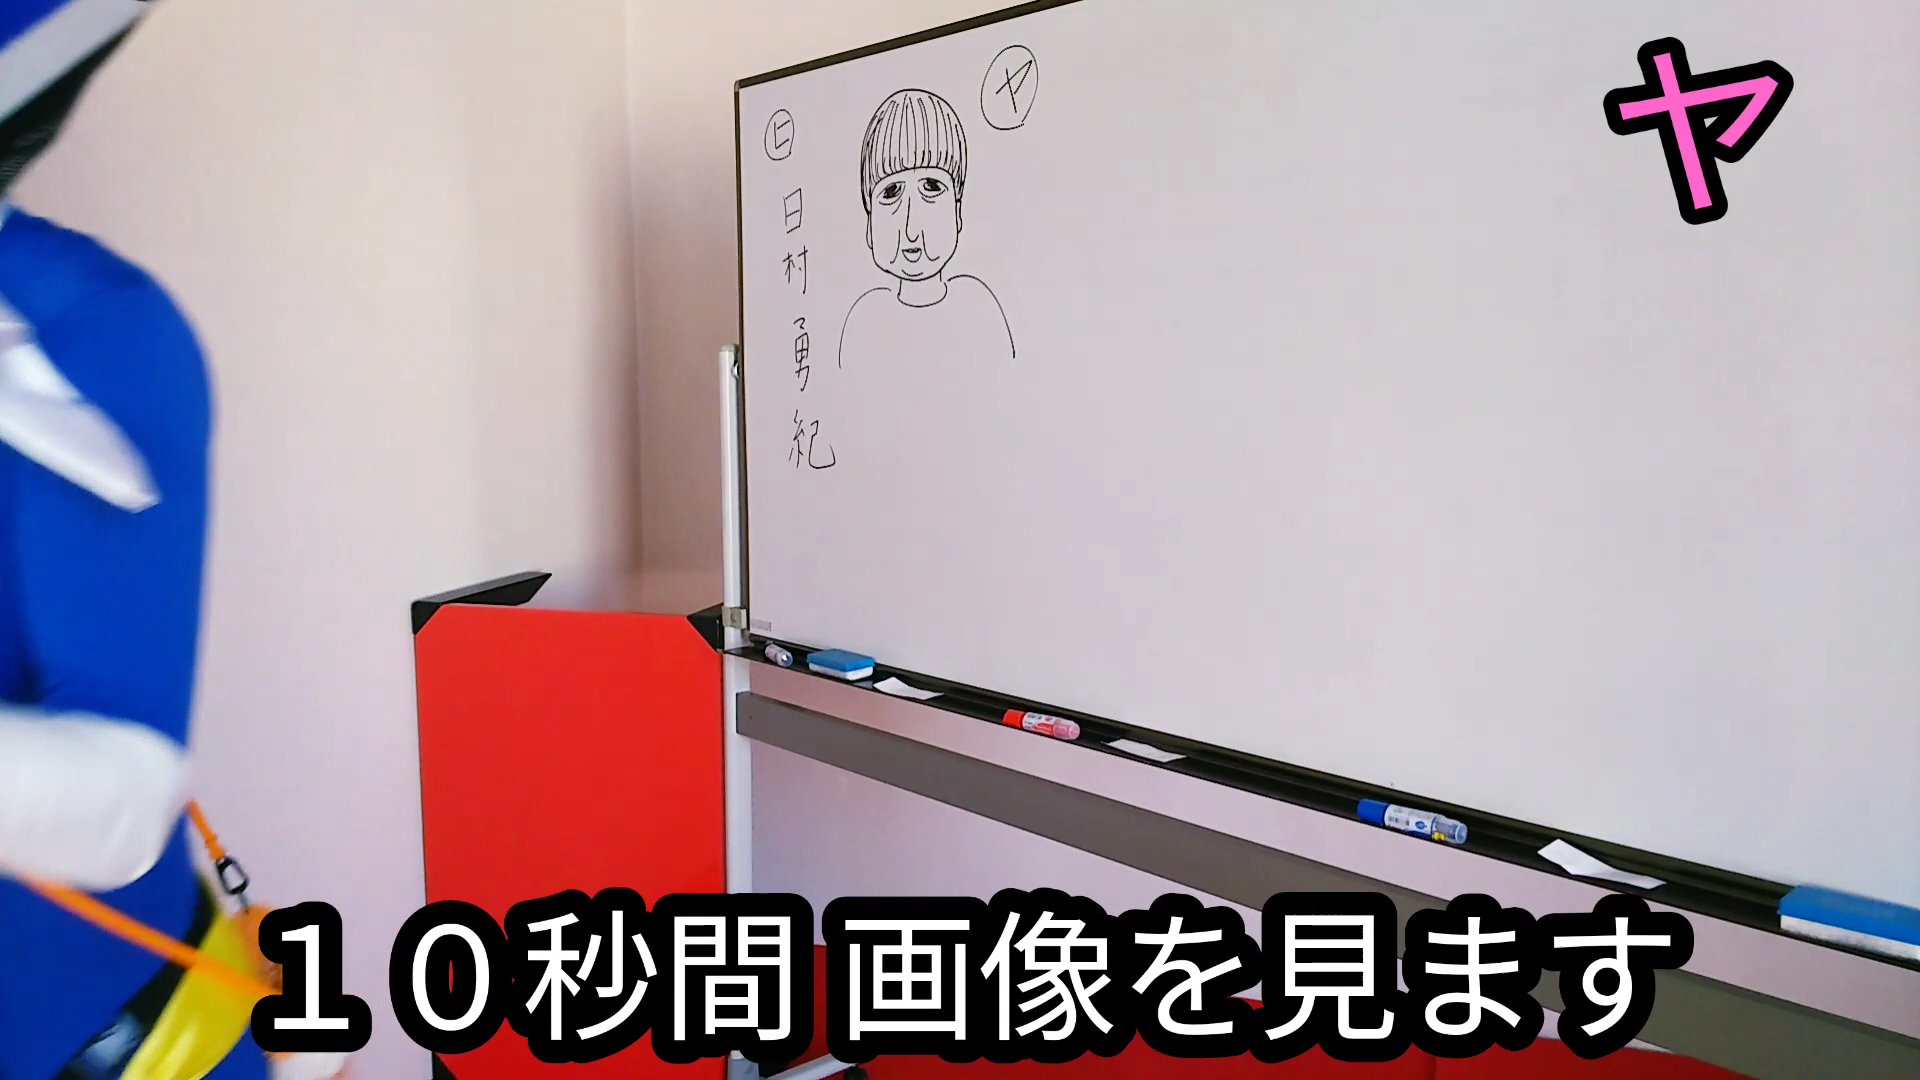 ヒ
日村勇紀
ヤ
ヤ
10秒間 画像を見ます